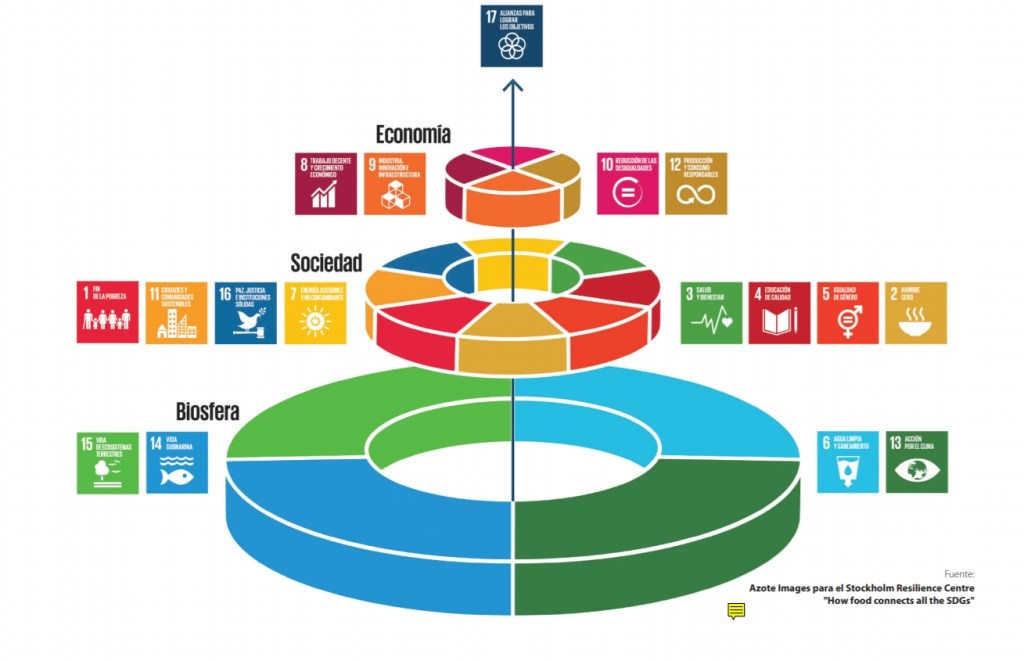 17 ALIANZAS PARA
LOGRAR
LOS OBJETIVOS
Economía
8 TRABAJO DECENTE
Y CRECIMIENTO
ECONÓMICO
9 INDUSTRIA,
INNOVACIÓN E
INFRAESTRUCTURA
10 REDUCCIÓN DE LAS
DESIGUALDADES
12 PRODUCCIÓN
Y CONSUMO
RESPONSABLES
Sociedad
1 FIN
DE LA POBREZA
11 CIUDADES Y
COMUNIDADES
SOSTENIBLES
16 PAZ, JUSTICIA
E INSTITUCIONES
SÓLIDAS
7 ENERGÍA ASEQUIBLE
Y NO CONTAMINANTE
3 SALUD
Y BIENESTAR
4 EDUCACIÓN
DE CALIDAD
5 IGUALDAD
DE GÉNERO
2 HAMBRE
CERO
Biosfera
15 VIDA
DE ECOSISTEMAS
TERRESTRES
14 VIDA
SUBMARINA
6 AGUA LIMPIA
Y SANEAMIENTO
13 ACCIÓN
POR EL CLIMA
Fuente:
Azote Images para el Stockholm Resilience Centre
"How food connects all the SDGs"